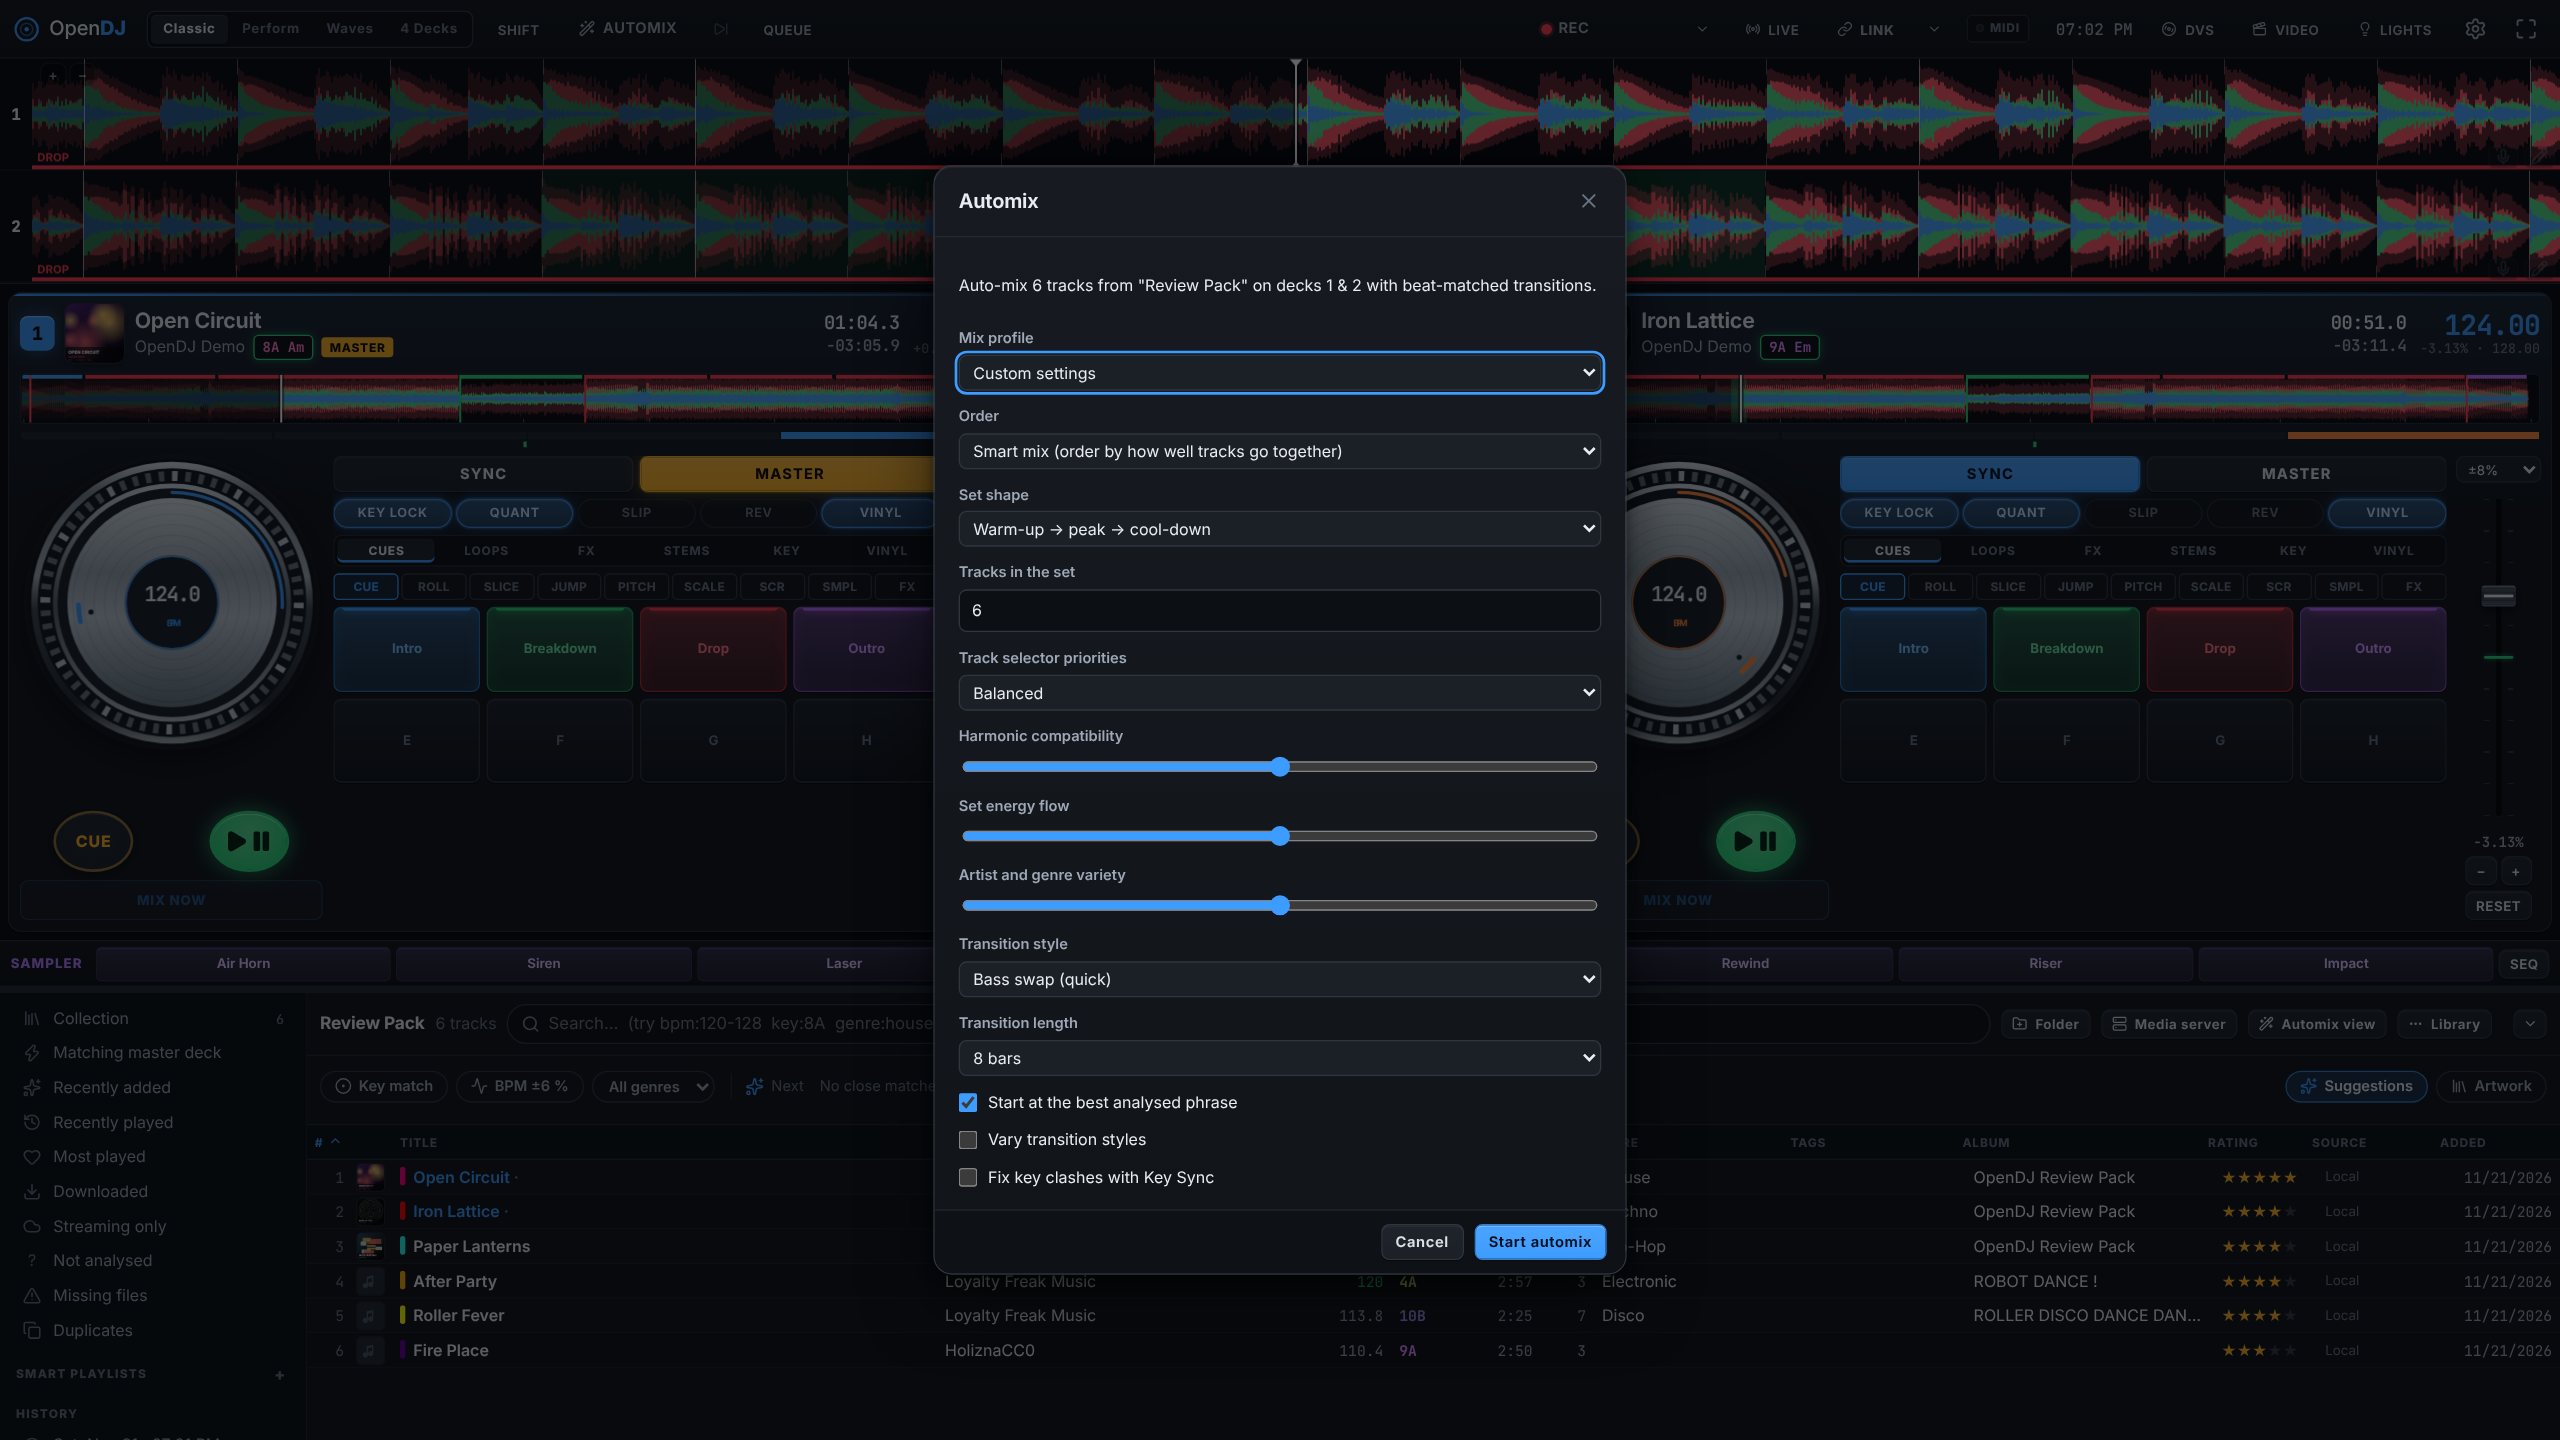 OpenDJ Classic Perform Waves 4 Decks SHIFT AUTOMIX QUEUE REC LIVE LINK MIDI 07:02 PM DVS VIDEO LIGHTS
+ −
1
DROP
2
DROP
Automix
Auto-mix 6 tracks from "Review Pack" on decks 1 & 2 with beat-matched transitions.
Mix profile
Custom settings
Order
Smart mix (order by how well tracks go together)
Set shape
Warm-up → peak → cool-down
Tracks in the set
6
Track selector priorities
Balanced
Harmonic compatibility
Set energy flow
Artist and genre variety
Transition style
Bass swap (quick)
Transition length
8 bars
Start at the best analysed phrase
Vary transition styles
Fix key clashes with Key Sync
Cancel Start automix
1 Open Circuit 01:04.3
OpenDJ Demo 8A Am MASTER -03:05.9 +0.
SYNC MASTER
KEY LOCK QUANT SLIP REV VINYL
CUES LOOPS FX STEMS KEY VINYL
CUE ROLL SLICE JUMP PITCH SCALE SCR SMPL FX
124.0
BPM
Intro Breakdown Drop Outro
E F G H
CUE
MIX NOW
Iron Lattice 00:51.0 124.00
OpenDJ Demo 9A Em -03:11.4 -3.13% · 128.00
SYNC MASTER ±8%
KEY LOCK QUANT SLIP REV VINYL
CUES LOOPS FX STEMS KEY VINYL
CUE ROLL SLICE JUMP PITCH SCALE SCR SMPL FX
124.0
BPM
Intro Breakdown Drop Outro
E F G H
-3.13%
− +
MIX NOW RESET
SAMPLER Air Horn Siren Laser Rewind Riser Impact SEQ
Collection 6
Matching master deck
Recently added
Recently played
Most played
Downloaded
Streaming only
? Not analysed
Missing files
Duplicates
SMART PLAYLISTS +
HISTORY
Review Pack 6 tracks Search... (try bpm:120-128 key:8A genre:house Folder Media server Automix view Library
Key match BPM ±6 % All genres Next No close matche Suggestions Artwork
# TITLE RE TAGS ALBUM RATING SOURCE ADDED
1 Open Circuit · use OpenDJ Review Pack ★★★★★ Local 11/21/2026
2 Iron Lattice · hno OpenDJ Review Pack ★★★★★ Local 11/21/2026
3 Paper Lanterns -Hop OpenDJ Review Pack ★★★★★ Local 11/21/2026
4 After Party Loyalty Freak Music 120 4A 2:57 3 Electronic ROBOT DANCE ! ★★★★★ Local 11/21/2026
5 Roller Fever Loyalty Freak Music 113.8 10B 2:25 7 Disco ROLLER DISCO DANCE DAN... ★★★★★ Local 11/21/2026
6 Fire Place HoliznaCC0 110.4 9A 2:50 3 ★★★★★ Local 11/21/2026